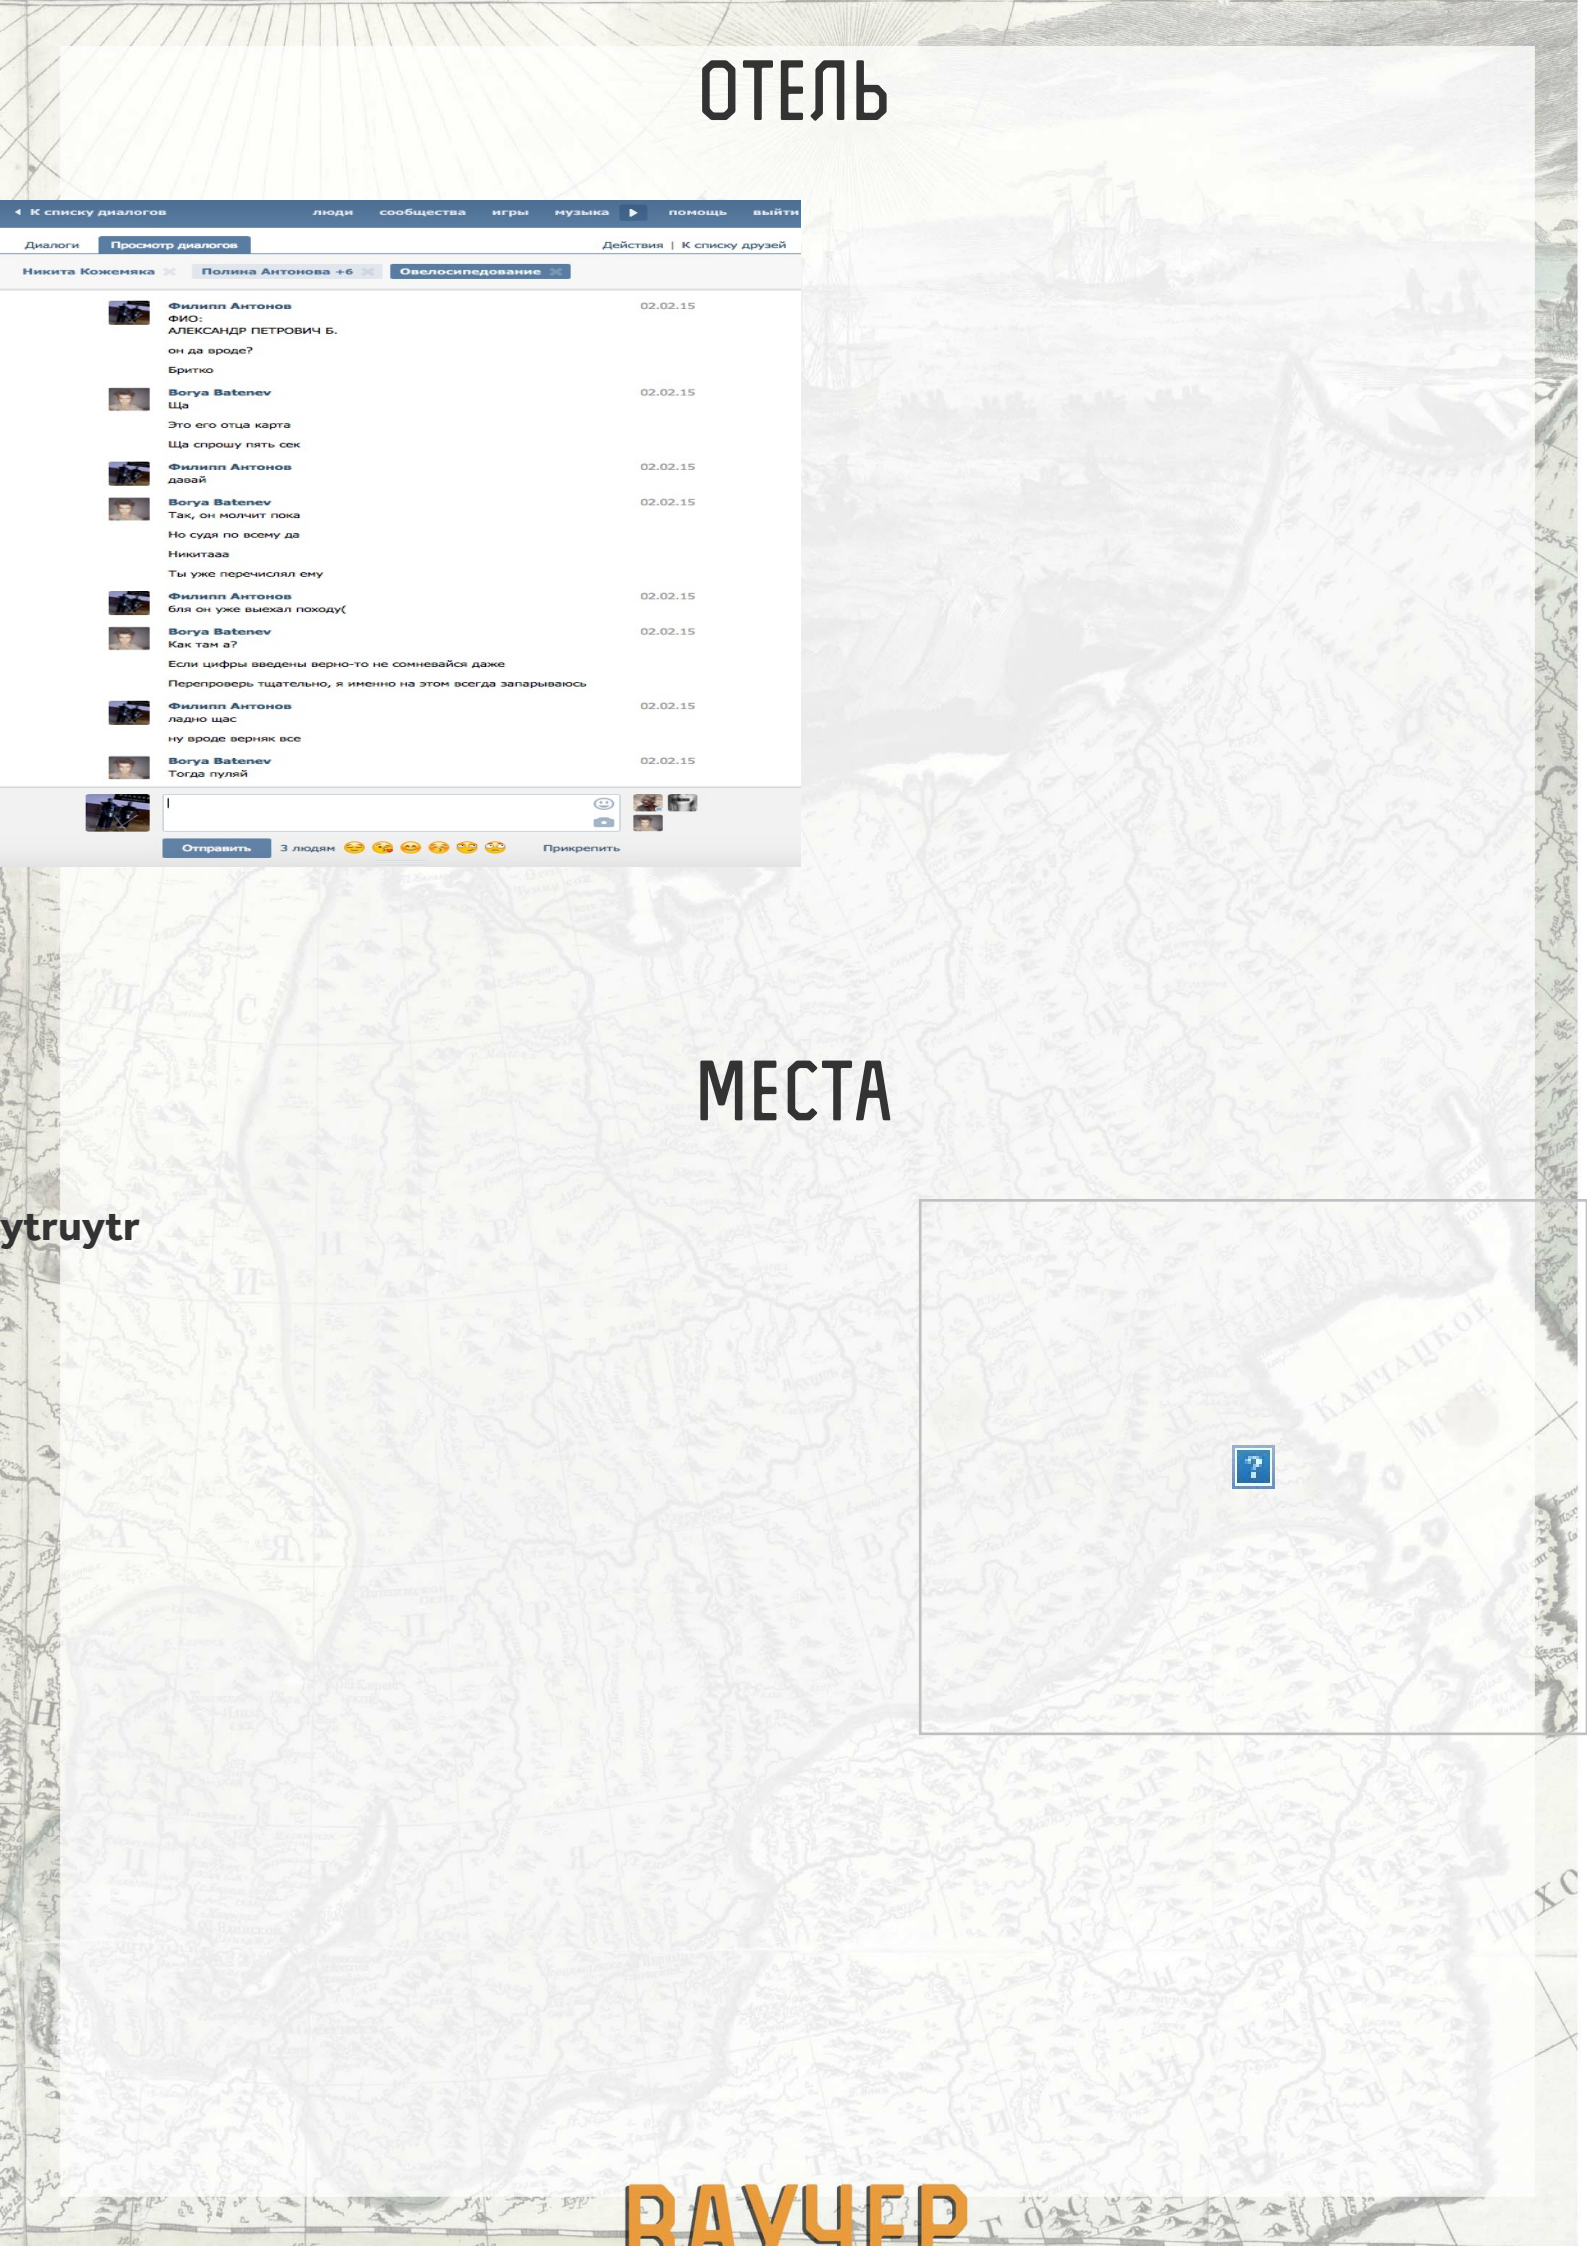 ОТЕЛЬ
К списку диалогов люди сообщества игры музыка помощь выйти
Диалоги Просмотр диалогов Действия | К списку друзей
Никита Кожемяка Полина Антонова +6 Овелосипедование
Филипп Антонов 02.02.15
ФИО:
АЛЕКСАНДР ПЕТРОВИЧ Б.
он да вроде?
Бритко
Borya Batenev 02.02.15
Ща
Это его отца карта
Ща спрошу пять сек
Филипп Антонов 02.02.15
давай
Borya Batenev 02.02.15
Так, он молчит пока
Но судя по всему да
Никитааа
Ты уже перечислял ему
Филипп Антонов 02.02.15
бля он уже выехал походу(
Borya Batenev 02.02.15
Как там а?
Если цифры введены верно-то не сомневайся даже
Перепроверь тщательно, я именно на этом всегда запарываюсь
Филипп Антонов 02.02.15
ладно щас
ну вроде верняк все
Borya Batenev 02.02.15
Тогда пуляй
Отправить 3 людям Прикрепить
МЕСТА
ytruytr
КАМЧАЦКОЕ
МОРЕ
ТИХО
ВАУЧЕР